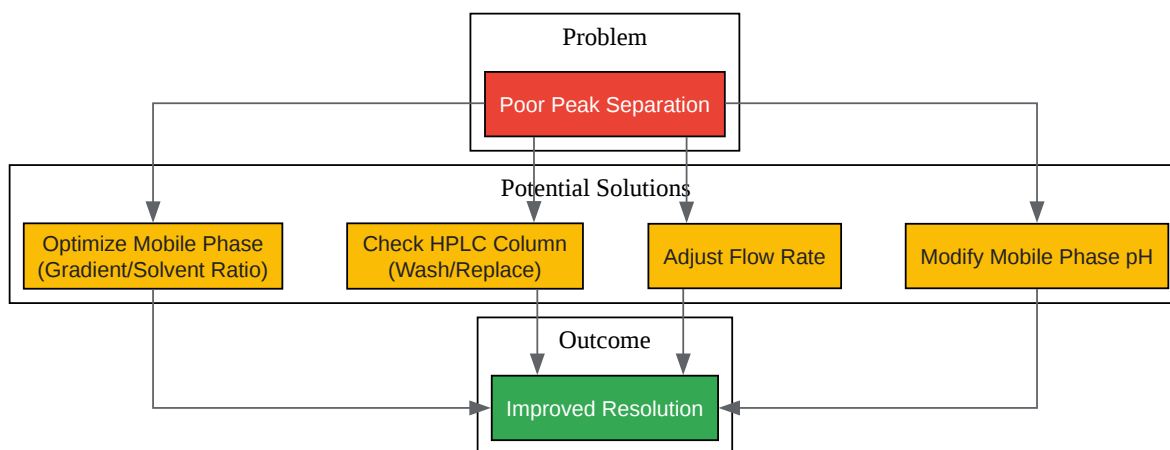 Problem
Poor Peak Separation
Potential Solutions
Optimize Mobile Phase
(Gradient/Solvent Ratio)
Check HPLC Column
(Wash/Replace)
Adjust Flow Rate
Modify Mobile Phase pH
Outcome
Improved Resolution